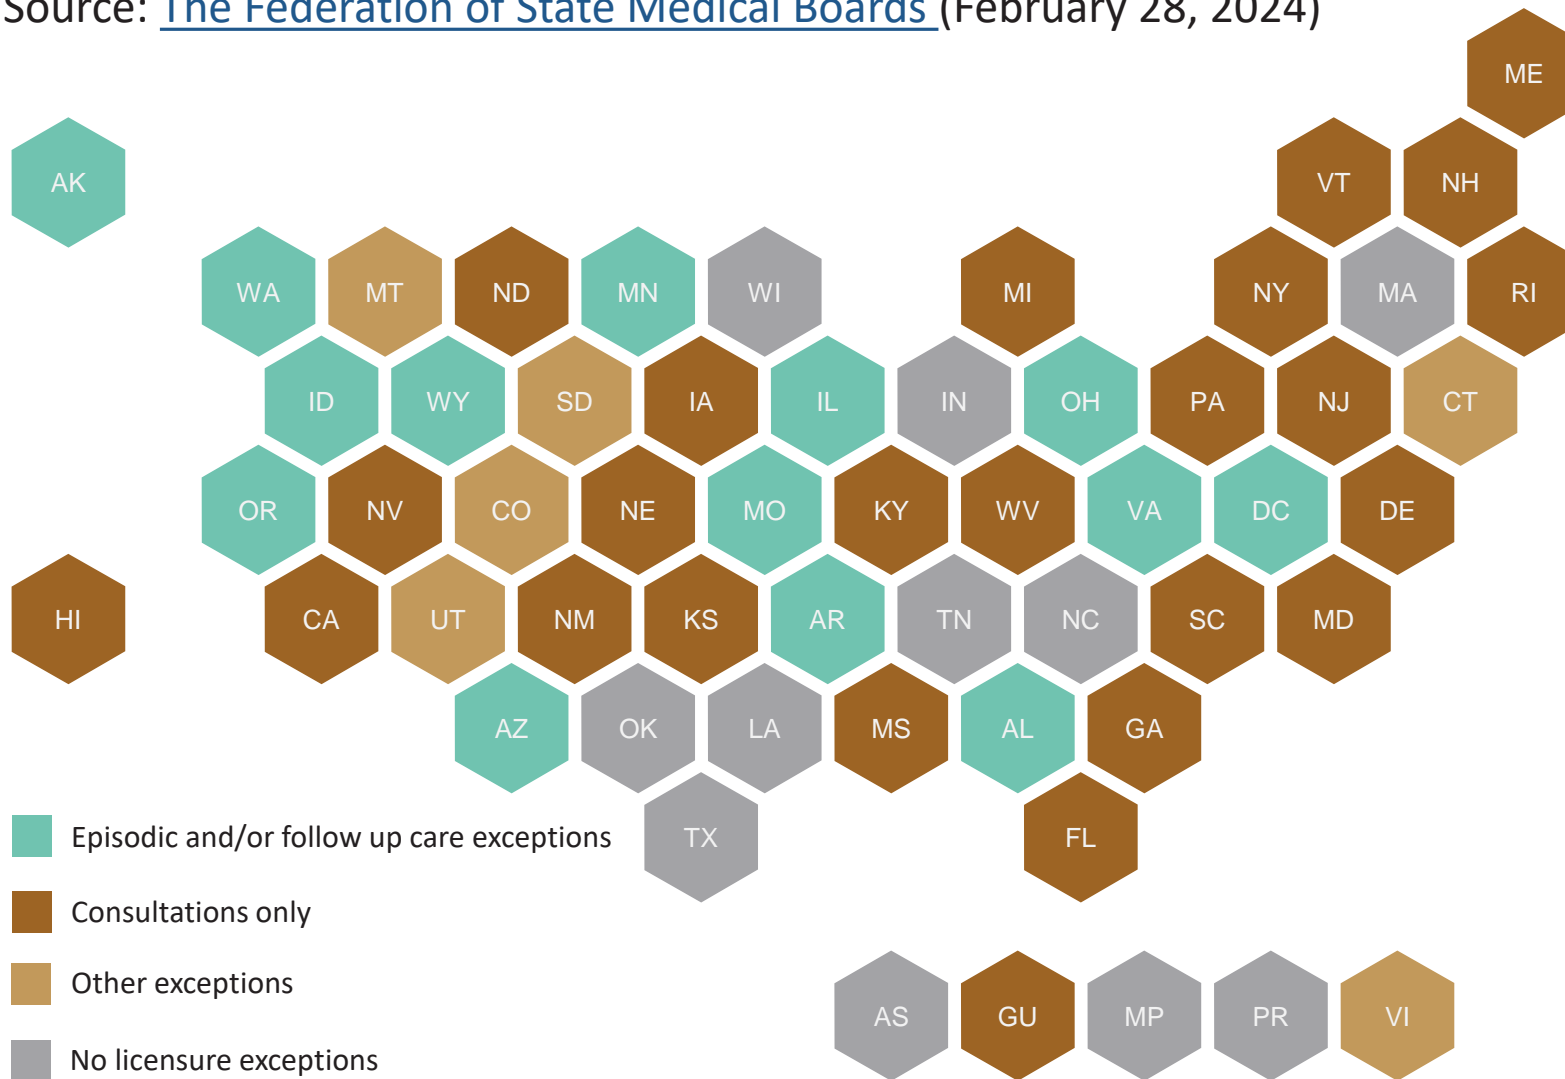 Source: The Federation of State Medical Boards (February 28, 2024)
ME
AK
VT
NH
WA
MT
ND
MN
WI
MI
NY
MA
RI
ID
WY
SD
IA
IL
IN
OH
PA
NJ
CT
OR
NV
CO
NE
MO
KY
WV
VA
DC
DE
HI
CA
UT
NM
KS
AR
TN
NC
SC
MD
AZ
OK
LA
MS
AL
GA
TX
FL
Episodic and/or follow up care exceptions
Consultations only
Other exceptions
No licensure exceptions
AS
GU
MP
PR
VI